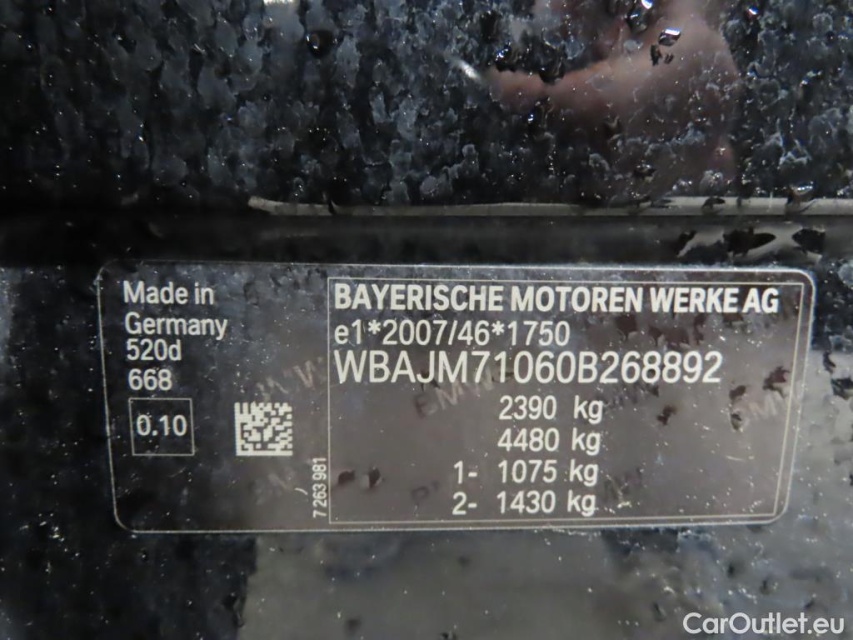 Made in
Germany
520d
668
0.10
7 263 981
BAYERISCHE MOTOREN WERKE AG
e1*2007/46*1750
WBAJM71060B268892
2390 kg
4480 kg
1- 1075 kg
2- 1430 kg
CarOutlet.eu